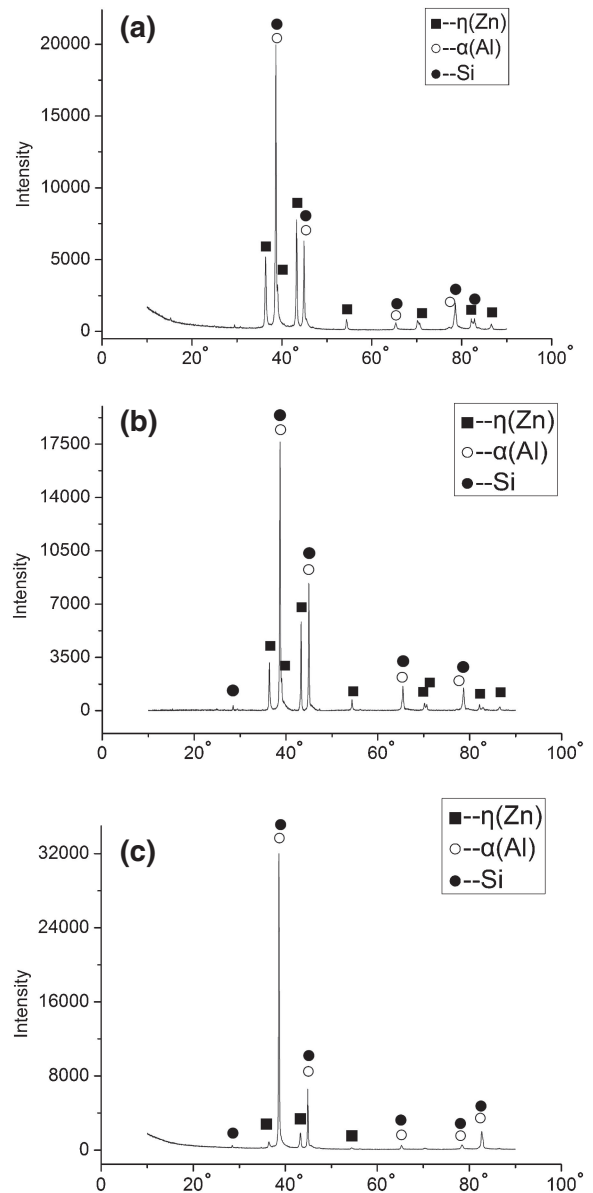 (a)
■--η(Zn)
○--α(Al)
●--Si
20000
15000
10000
5000
0
Intensity
0 20° 40° 60° 80° 100°
(b)
■--η(Zn)
○--α(Al)
●--Si
17500
14000
10500
7000
3500
0
Intensity
0 20° 40° 60° 80° 100°
(c)
■--η(Zn)
○--α(Al)
●--Si
32000
24000
16000
8000
0
Intensity
0 20° 40° 60° 80° 100°